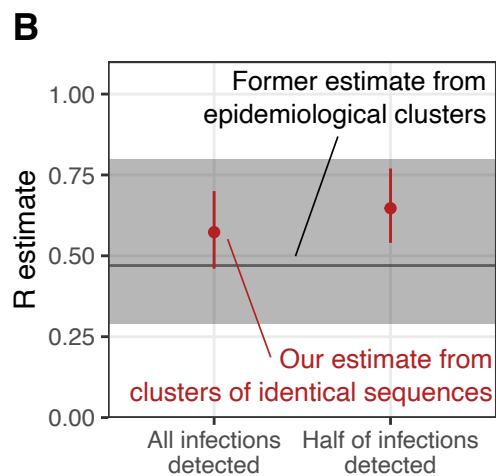 B
Former estimate from
epidemiological clusters
R estimate
1.00
0.75
0.50
0.25
0.00
Our estimate from
clusters of identical sequences
All infections
detected
Half of infections
detected